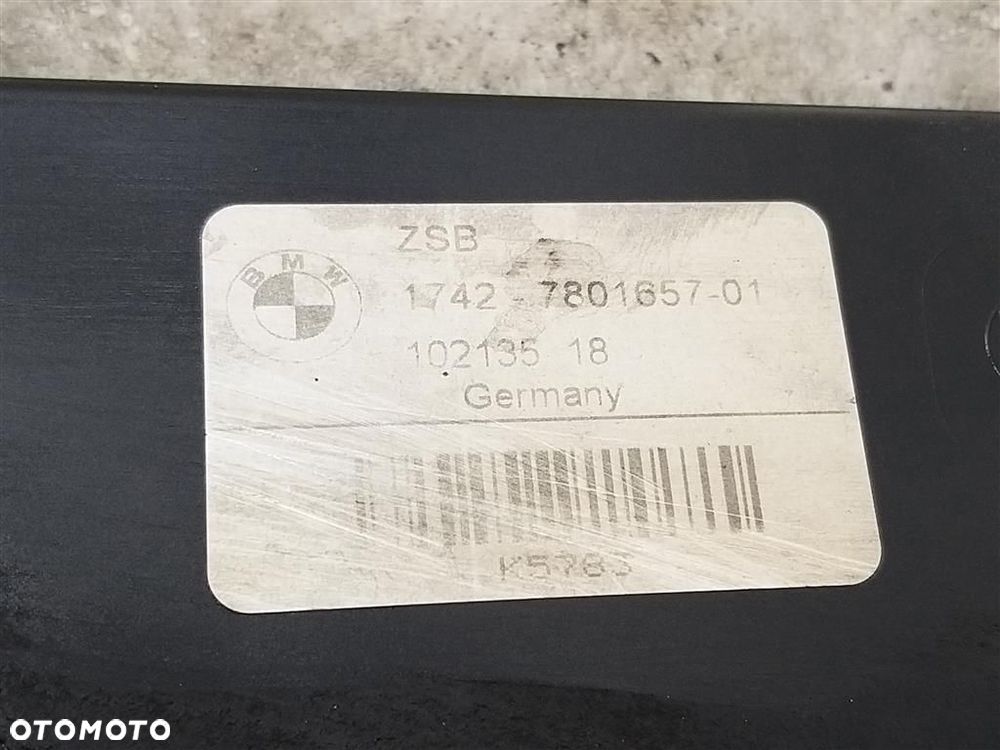 ZSB
BMW
1742 7801657-01
102135 18
Germany
K5783
OTOMOTO